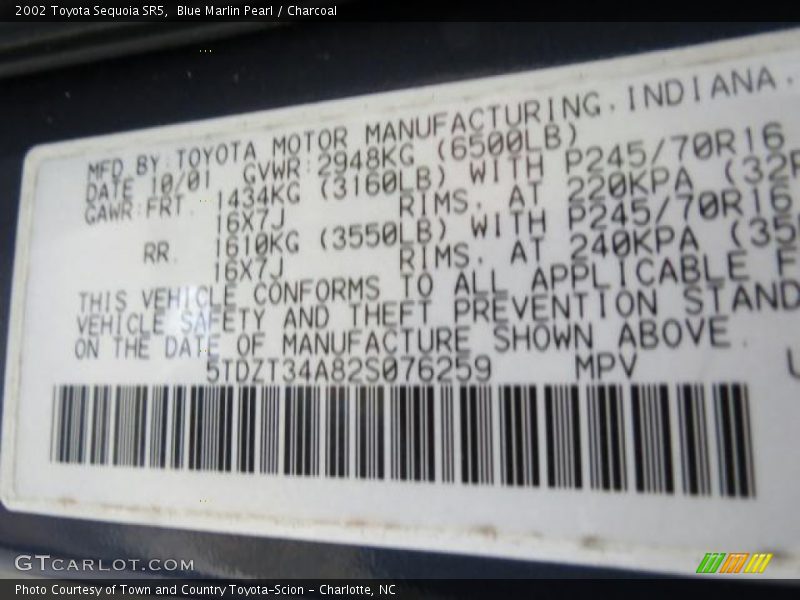 2002 Toyota Sequoia SR5,  Blue Marlin Pearl / Charcoal
MFD BY:TOYOTA MOTOR MANUFACTURING,INDIANA,
DATE 10/01 GVWR:2948KG (6500LB)
GAWR:FRT. 1434KG (3160LB) WITH P245/70R16
16X7J RIMS, AT 220KPA (32P
RR. 1610KG (3550LB) WITH P245/70R16
16X7J RIMS, AT 240KPA (35
THIS VEHICLE CONFORMS TO ALL APPLICABLE F
VEHICLE SAFETY AND THEFT PREVENTION STAND
ON THE DATE OF MANUFACTURE SHOWN ABOVE.
5TDZT34A82S076259 MPV
GTCARLOT.COM
Photo Courtesy of Town and Country Toyota-Scion - Charlotte, NC